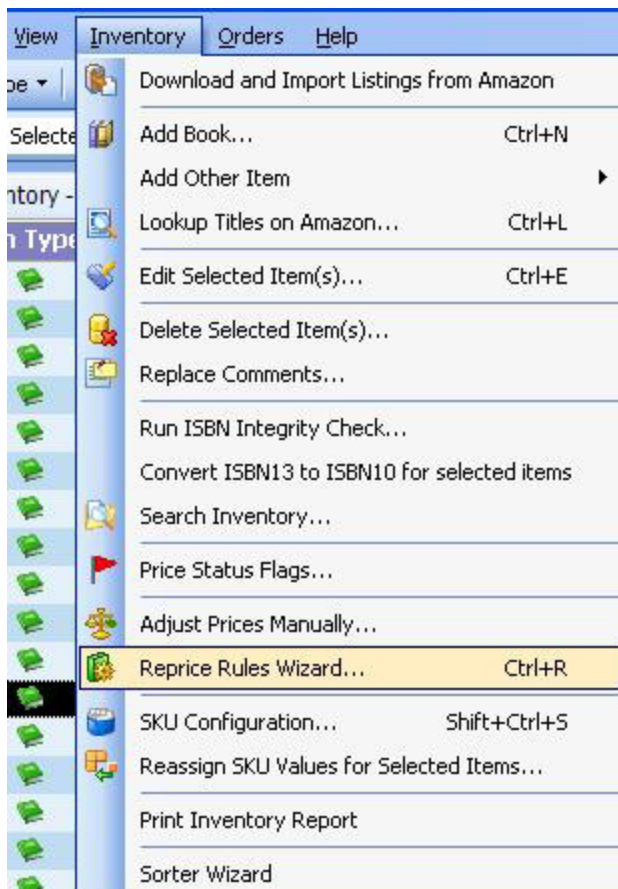 View Inventory Orders Help
Download and Import Listings from Amazon
Add Book... Ctrl+N
Add Other Item
Lookup Titles on Amazon... Ctrl+L
Edit Selected Item(s)... Ctrl+E
Delete Selected Item(s)...
Replace Comments...
Run ISBN Integrity Check...
Convert ISBN13 to ISBN10 for selected items
Search Inventory...
Price Status Flags...
Adjust Prices Manually...
Reprice Rules Wizard... Ctrl+R
SKU Configuration... Shift+Ctrl+S
Reassign SKU Values for Selected Items...
Print Inventory Report
Sorter Wizard